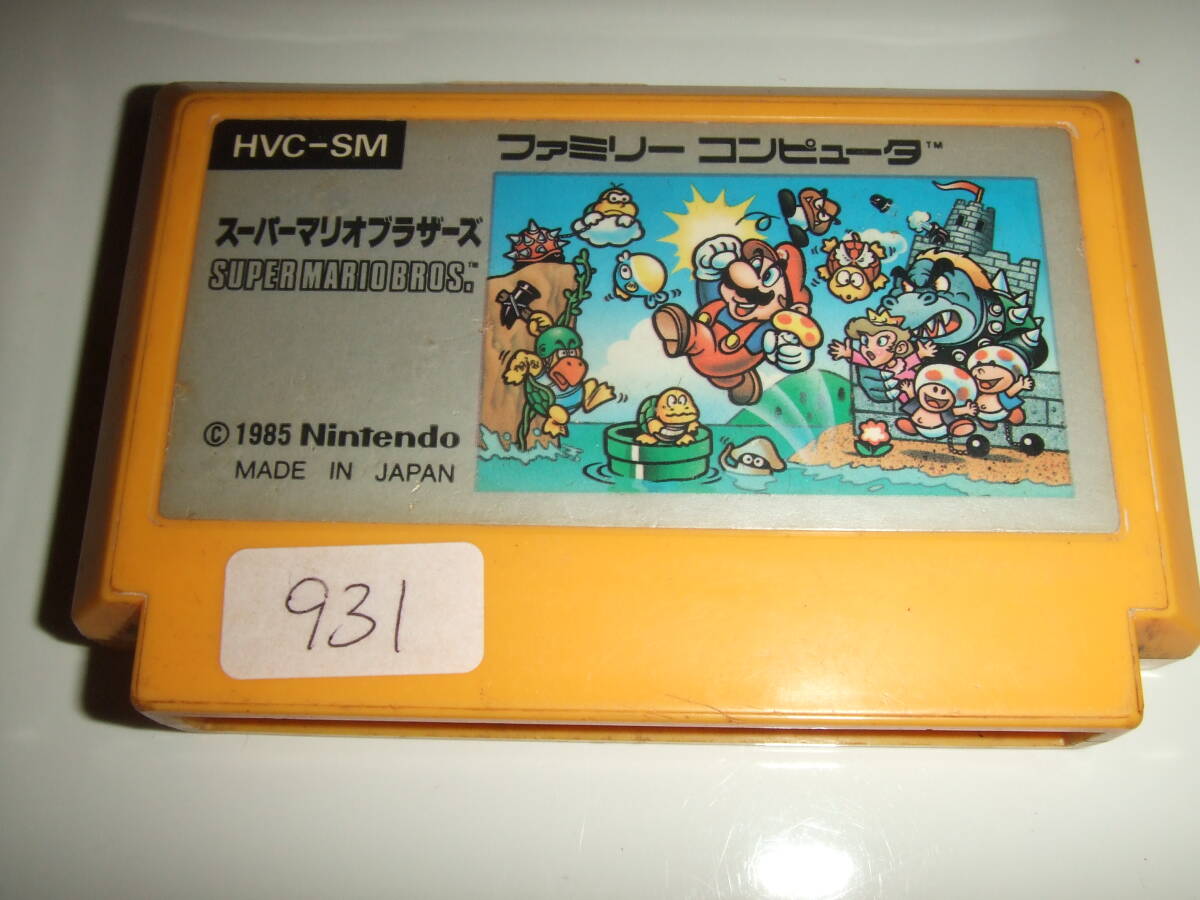 HVC-SM
ファミリー コンピュータ™
スーパーマリオブラザーズ
SUPER MARIO BROS.™
© 1985 Nintendo
MADE IN JAPAN
931